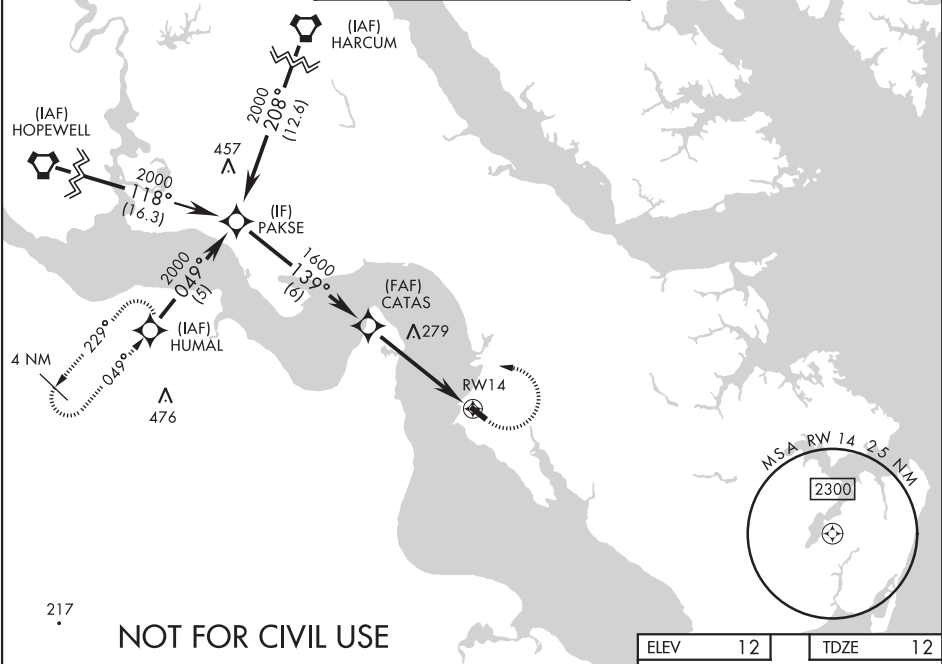 (IAF)
HARCUM
2000
208°
(12.6)
(IAF)
HOPEWELL
2000
118°
(16.3)
457
(IF)
PAKSE
2000
049°
(5)
1600
139°
(6)
(FAF)
CATAS
279
(IAF)
HUMAL
4 NM
229°
049°
476
RW14
MSA RW 14 25 NM
2300
217
NOT FOR CIVIL USE
ELEV 12
TDZE 12